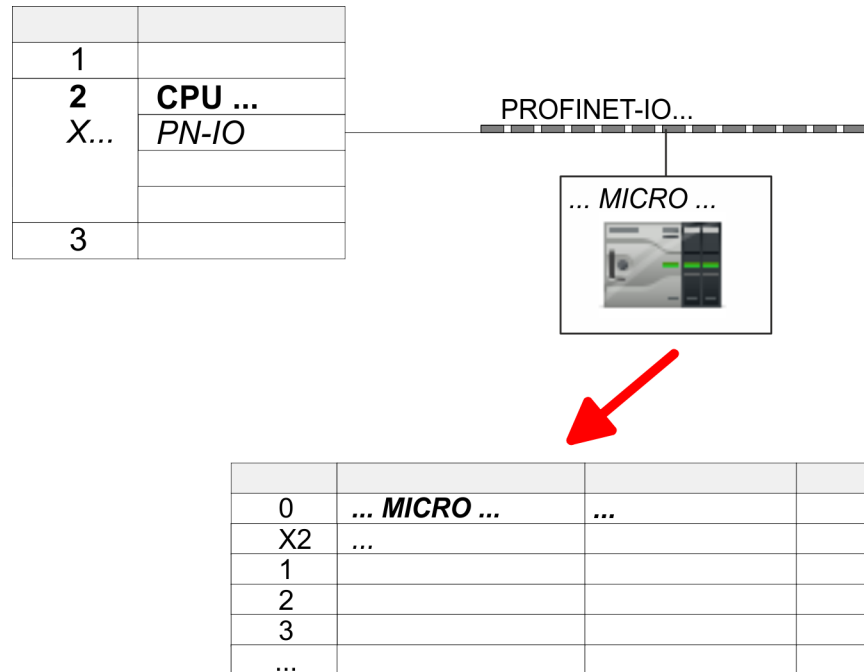 1
2 CPU ...
X... PN-IO
3
PROFINET-IO...
... MICRO ...
0 ... MICRO ... ...
X2 ...
1
2
3
...